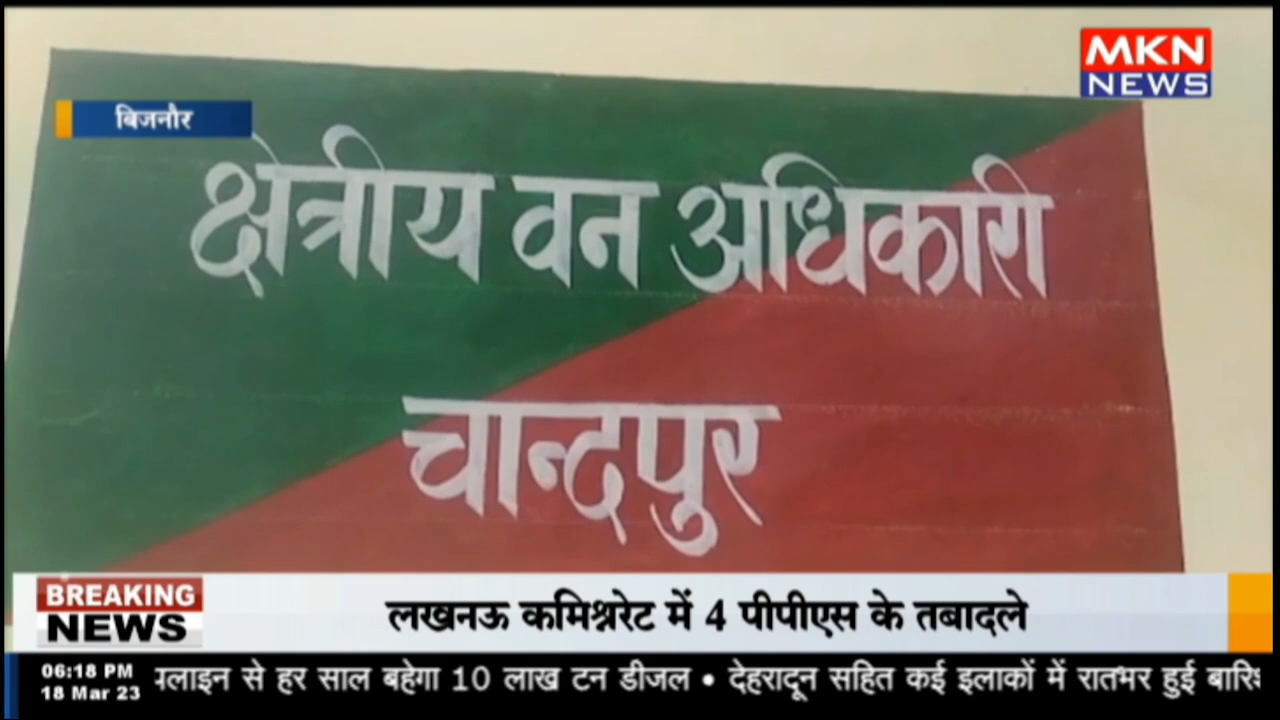 MKN
NEWS
बिजनौर
क्षेत्रीय वन अधिकारी
चान्दपुर
BREAKING
NEWS
लखनऊ कमिश्नरेट में 4 पीपीएस के तबादले
06:18 PM
18 Mar 23
से हर साल बहेगा 10 लाख टन डीजल • देहरादून सहित कई इलाकों में रातभर हुई